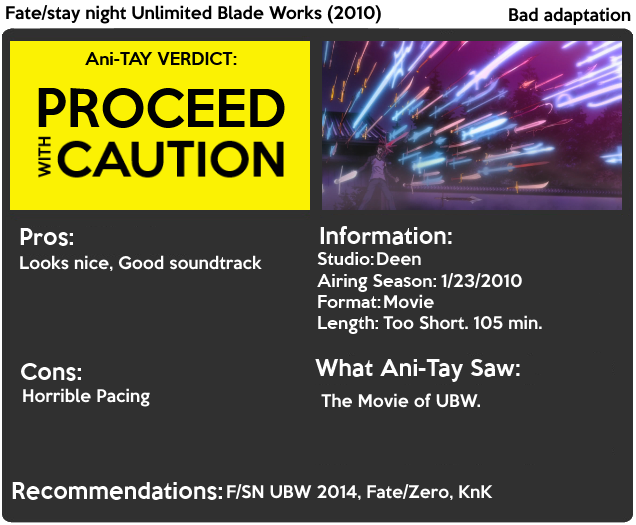 Fate/stay night Unlimited Blade Works (2010)
Bad adaptation
Ani-TAY VERDICT:
PROCEED
WITH CAUTION
Pros:
Looks nice, Good soundtrack
Information:
Studio: Deen
Airing Season: 1/23/2010
Format: Movie
Length: Too Short. 105 min.
Cons:
Horrible Pacing
What Ani-Tay Saw:
The Movie of UBW.
Recommendations: F/SN UBW 2014, Fate/Zero, KnK